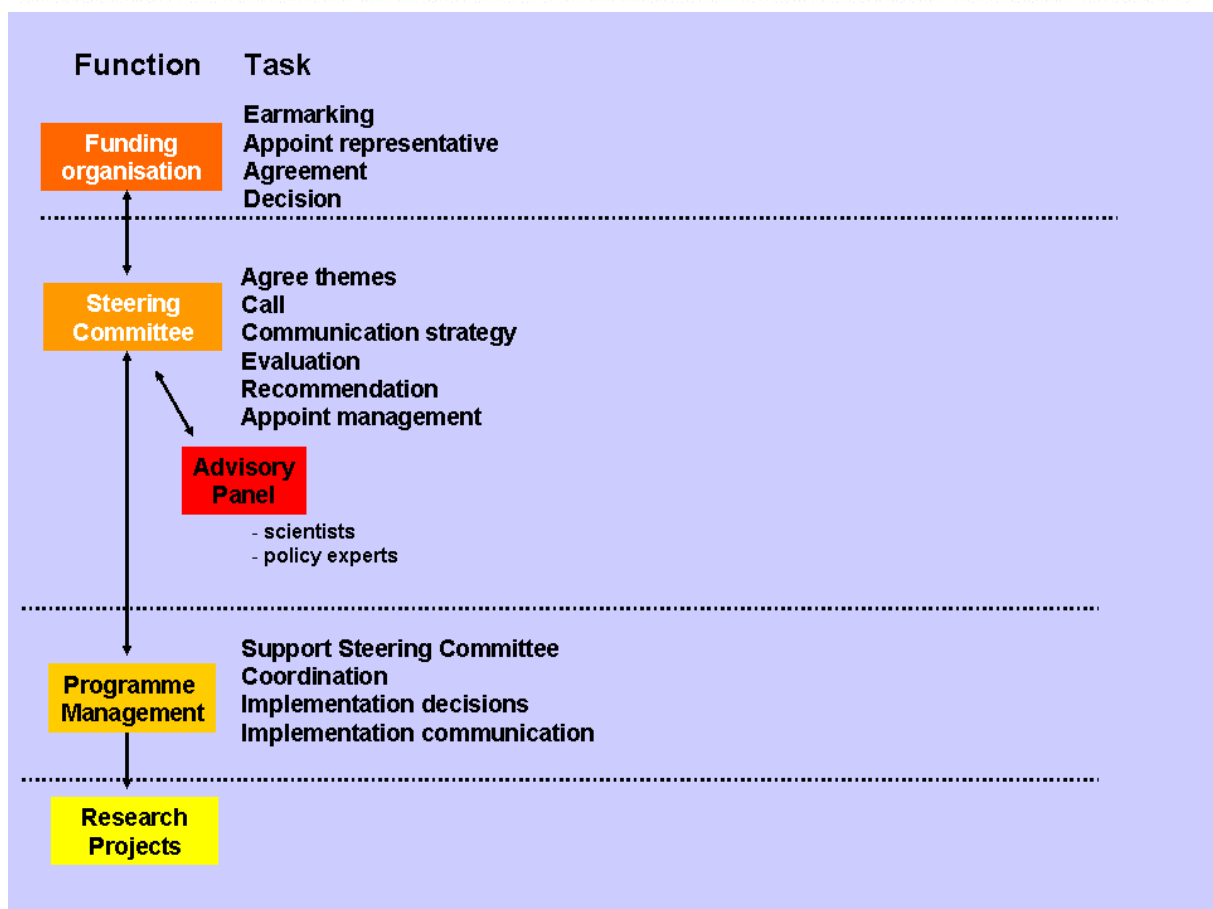 Function Task
Funding
organisation
Earmarking
Appoint representative
Agreement
Decision
Steering
Committee
Agree themes
Call
Communication strategy
Evaluation
Recommendation
Appoint management
Advisory
Panel
- scientists
- policy experts
Programme
Management
Support Steering Committee
Coordination
Implementation decisions
Implementation communication
Research
Projects